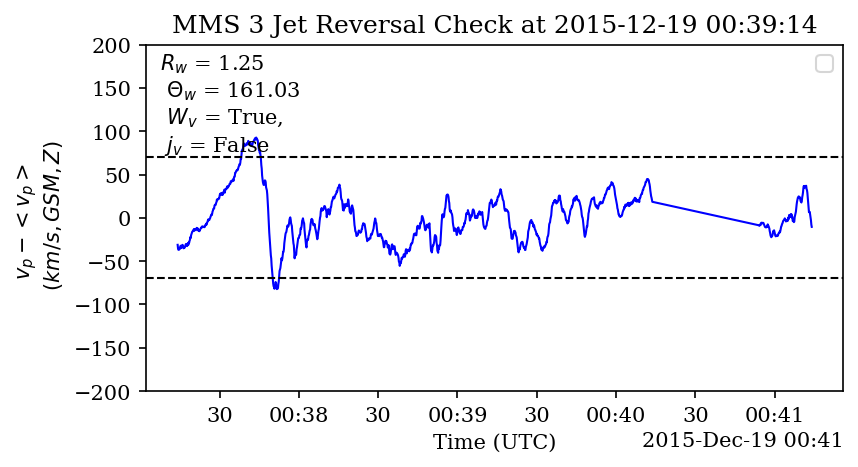 MMS 3 Jet Reversal Check at 2015-12-19 00:39:14
200
150
100
50
0
−50
−100
−150
−200
v_p − < v_p >
(km/s, GSM, Z)
R_w = 1.25
Θ_w = 161.03
W_v = True,
j_v = False
30 00:38 30 00:39 30 00:40 30 00:41
Time (UTC)
2015-Dec-19 00:41